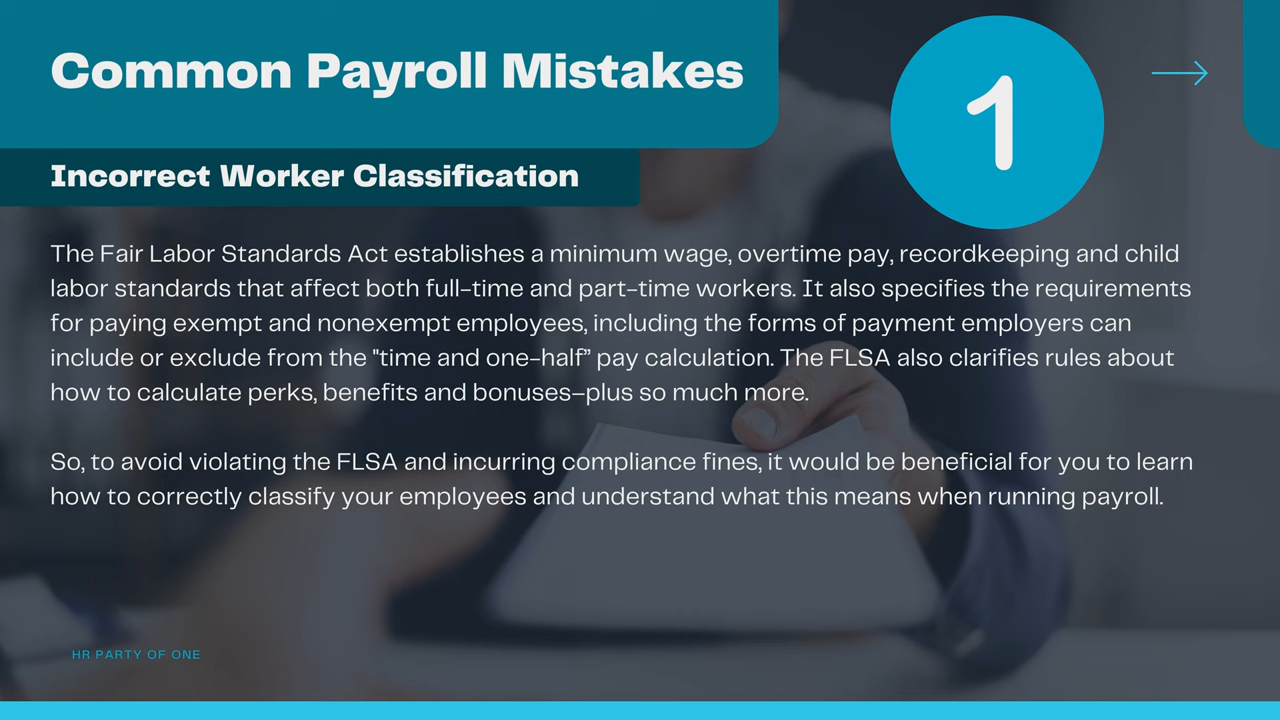 Common Payroll Mistakes
1
Incorrect Worker Classification
The Fair Labor Standards Act establishes a minimum wage, overtime pay, recordkeeping and child
labor standards that affect both full-time and part-time workers. It also specifies the requirements
for paying exempt and nonexempt employees, including the forms of payment employers can
include or exclude from the "time and one-half” pay calculation. The FLSA also clarifies rules about
how to calculate perks, benefits and bonuses–plus so much more.
So, to avoid violating the FLSA and incurring compliance fines, it would be beneficial for you to learn
how to correctly classify your employees and understand what this means when running payroll.
HR PARTY OF ONE